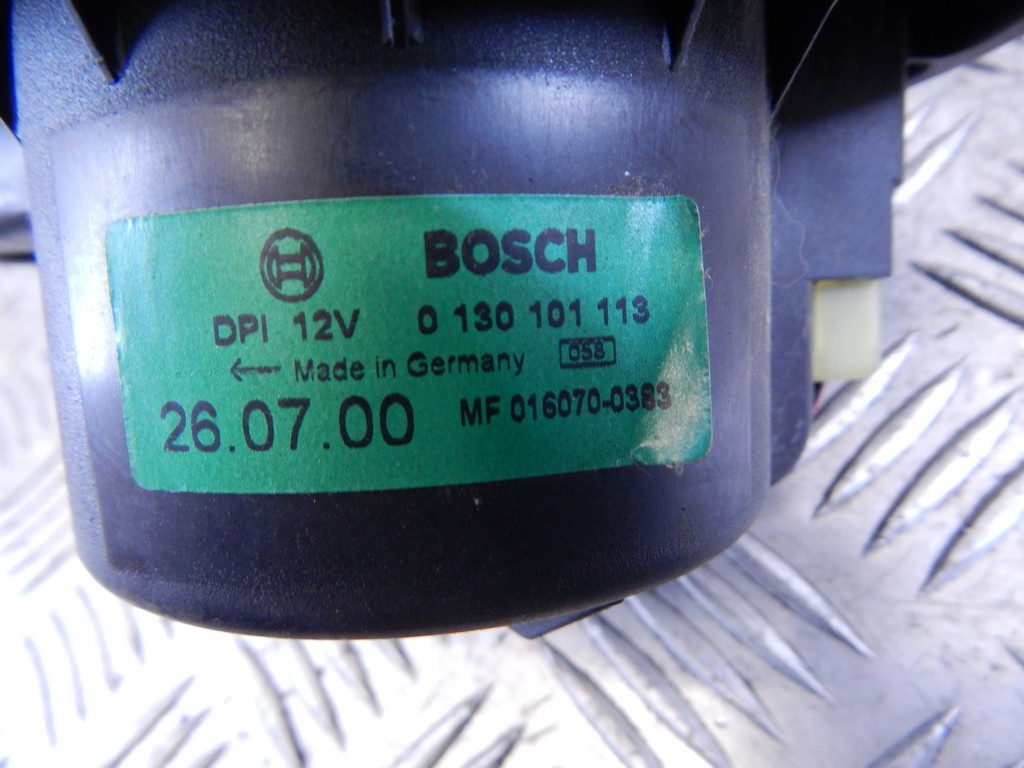 BOSCH
DPI 12V 0 130 101 113
← Made in Germany 058
26.07.00 MF 016070-0383